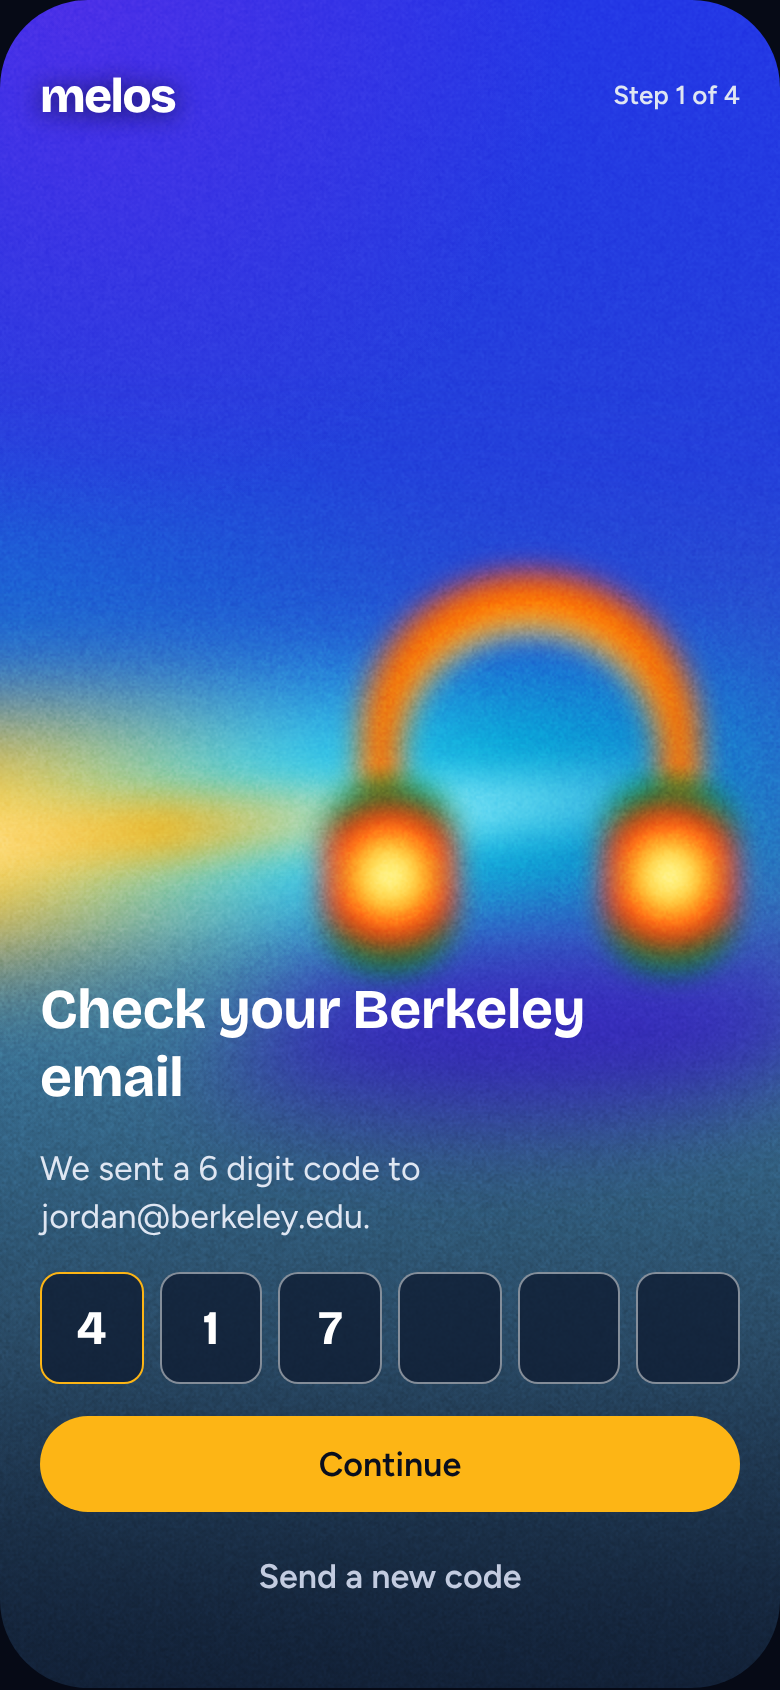 melos
Step 1 of 4
Check your Berkeley
email
We sent a 6 digit code to
jordan@berkeley.edu.
4 1 7
Continue
Send a new code